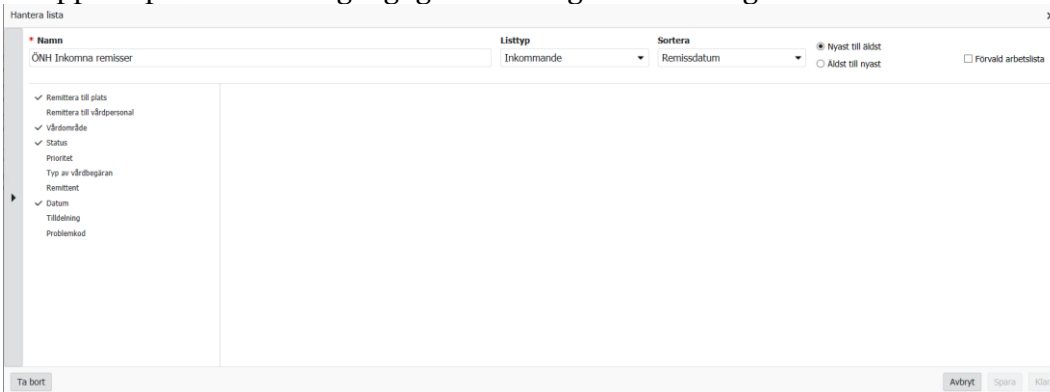 Hantera lista
* Namn
ÖNH Inkomna remisser
Listtyp
Inkommande
Sortera
Remissdatum
Nyast till äldst
Äldst till nyast
Förvald arbetslista
Remittera till plats
Remittera till vårdpersonal
Vårdområde
Status
Prioritet
Typ av vårdbegäran
Remittent
Datum
Tilldelning
Problemkod
Ta bort
Avbryt
Spara